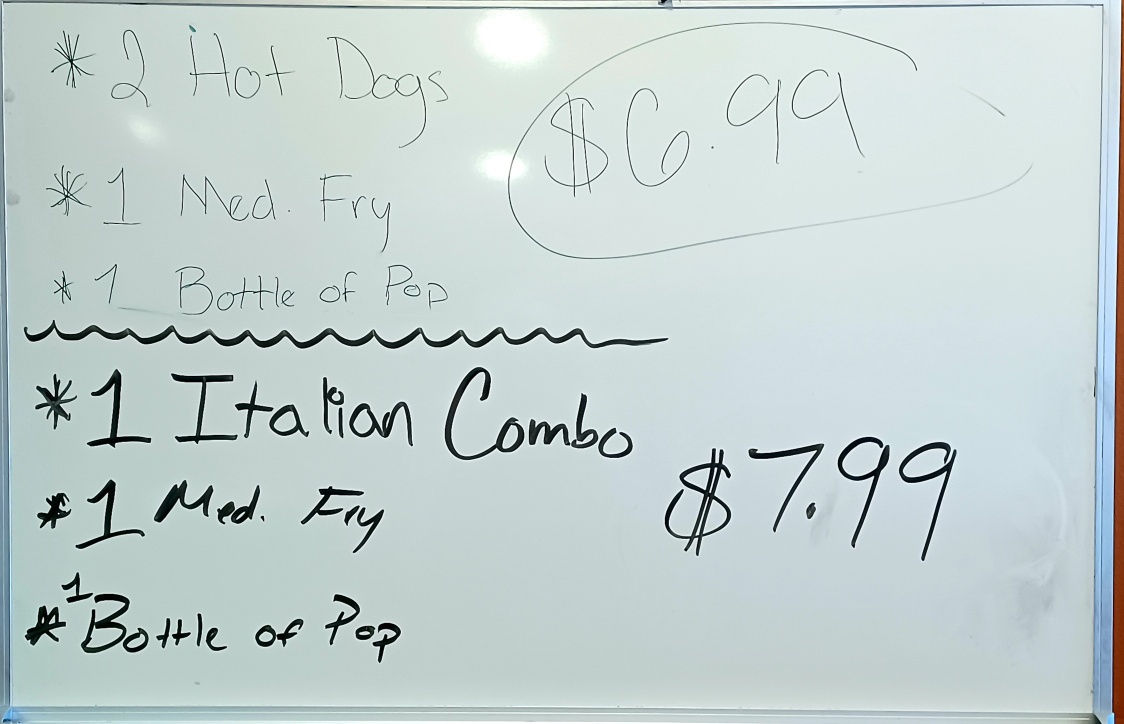 * 2 Hot Dogs
$6.99
* 1 Med. Fry
* 1 Bottle of Pop
* 1 Italian Combo
$7.99
* 1 Med. Fry
* 1 Bottle of Pop